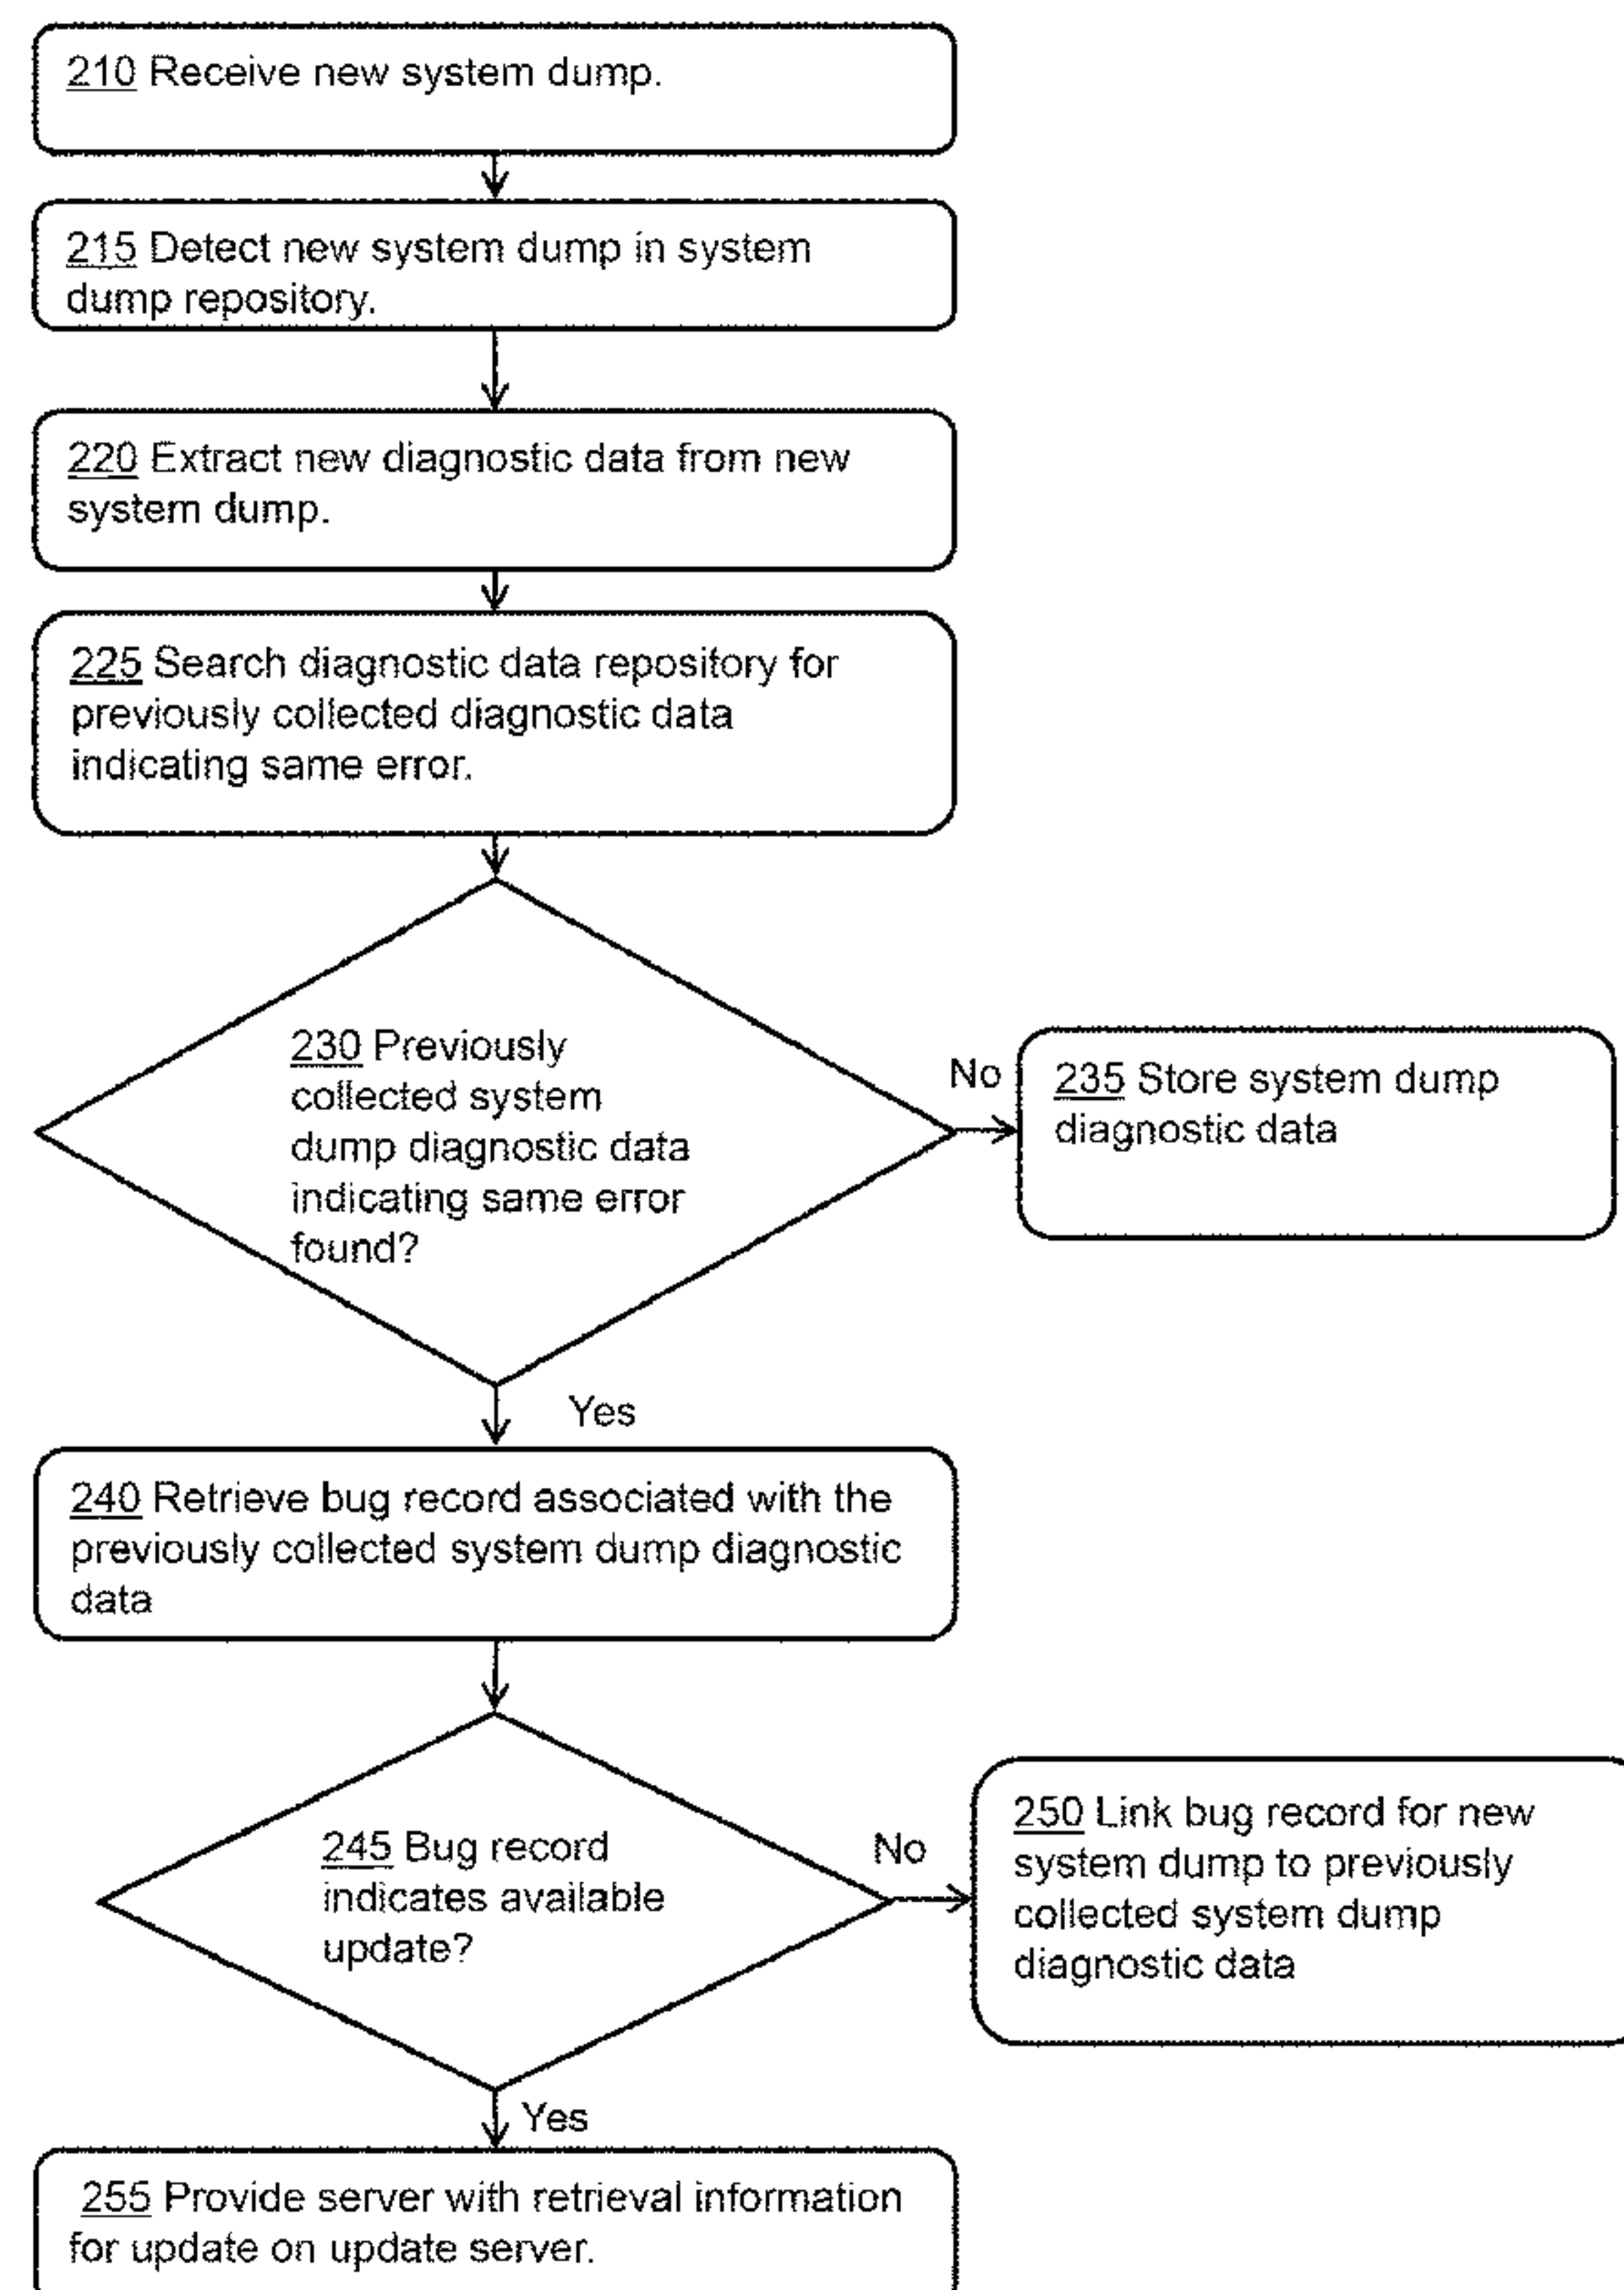 210 Receive new system dump.
215 Detect new system dump in system
dump repository.
220 Extract new diagnostic data from new
system dump.
225 Search diagnostic data repository for
previously collected diagnostic data
indicating same error.
230 Previously
collected system
dump diagnostic data
indicating same error
found?
No
235 Store system dump
diagnostic data
Yes
240 Retrieve bug record associated with the
previously collected system dump diagnostic
data
245 Bug record
indicates available
update?
No
250 Link bug record for new
system dump to previously
collected system dump
diagnostic data
Yes
255 Provide server with retrieval information
for update on update server.